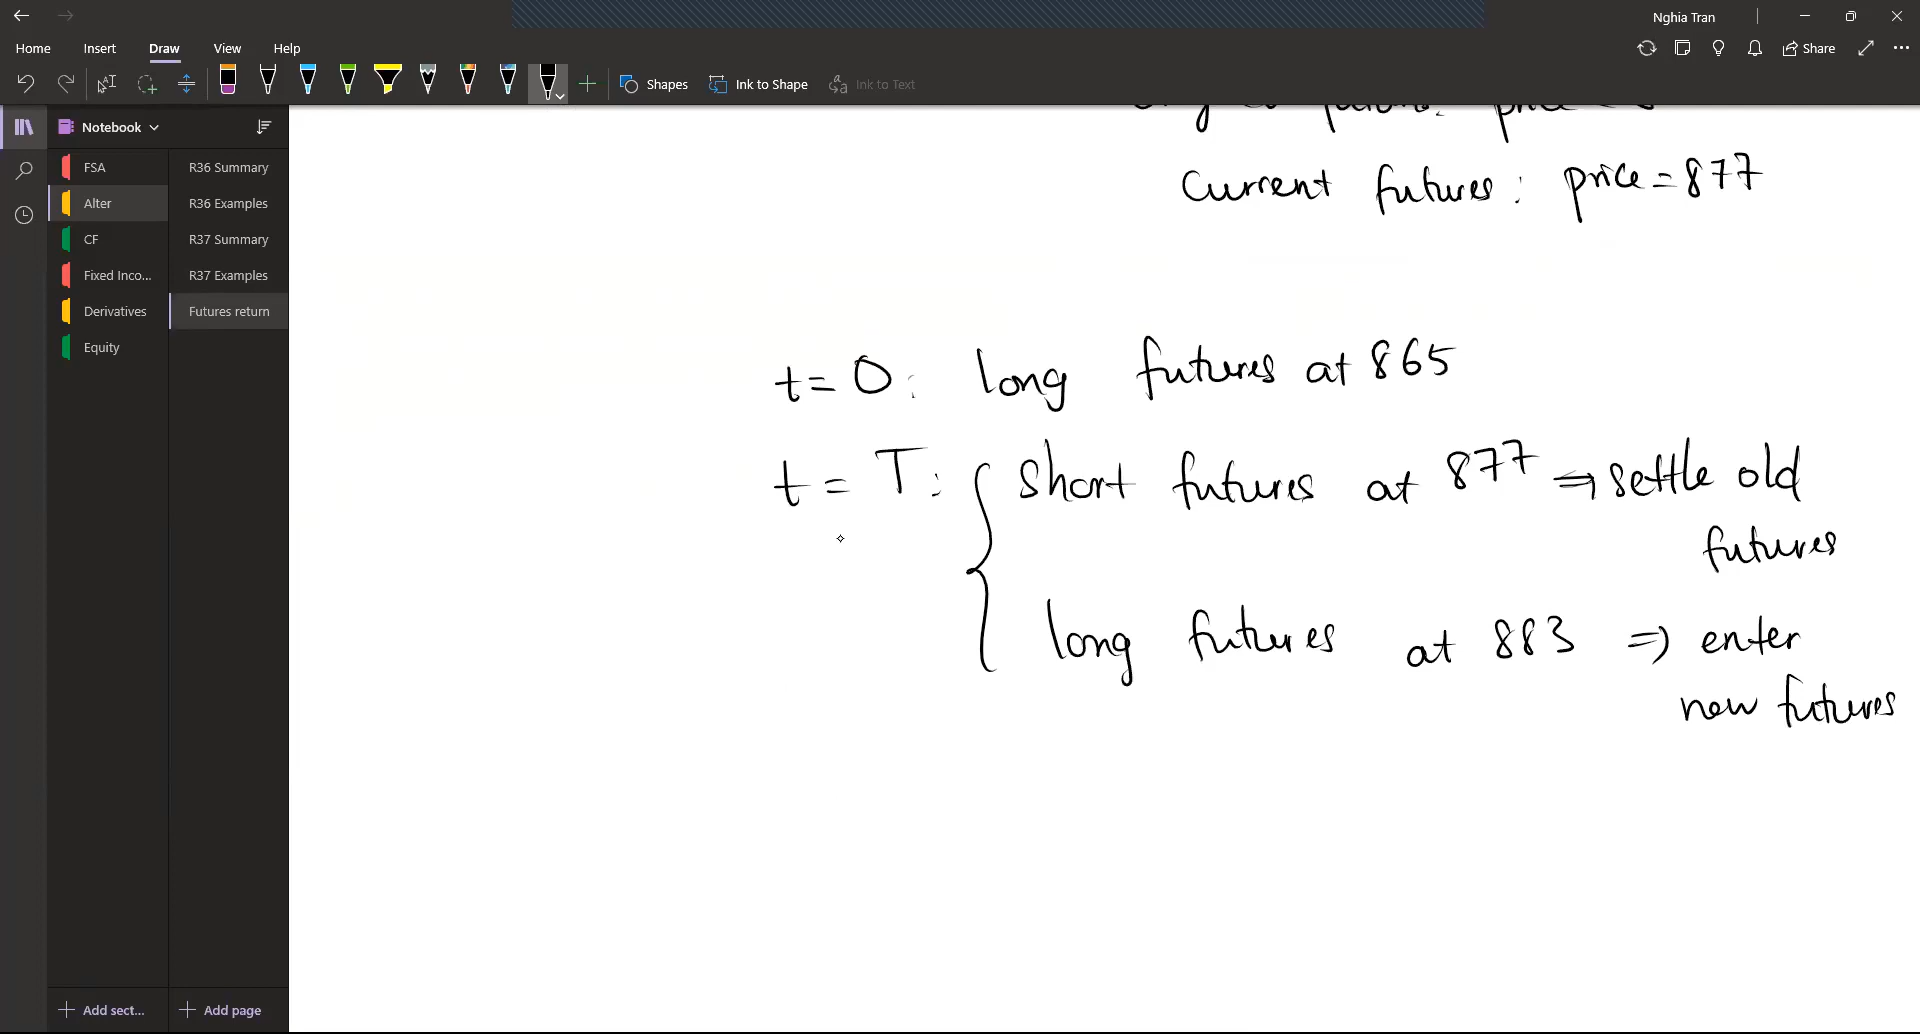 Nghia Tran
Home Insert Draw View Help
Share
Shapes Ink to Shape Ink to Text
Notebook
FSA
Alter
CF
Fixed Inco...
Derivatives
Equity
R36 Summary
R36 Examples
R37 Summary
R37 Examples
Futures return
Add sect...
Add page
Current futures: price = 877
t = 0: long futures at 865
t = T: short futures at 877 ⇒ settle old
futures
long futures at 883 ⇒ enter
new futures